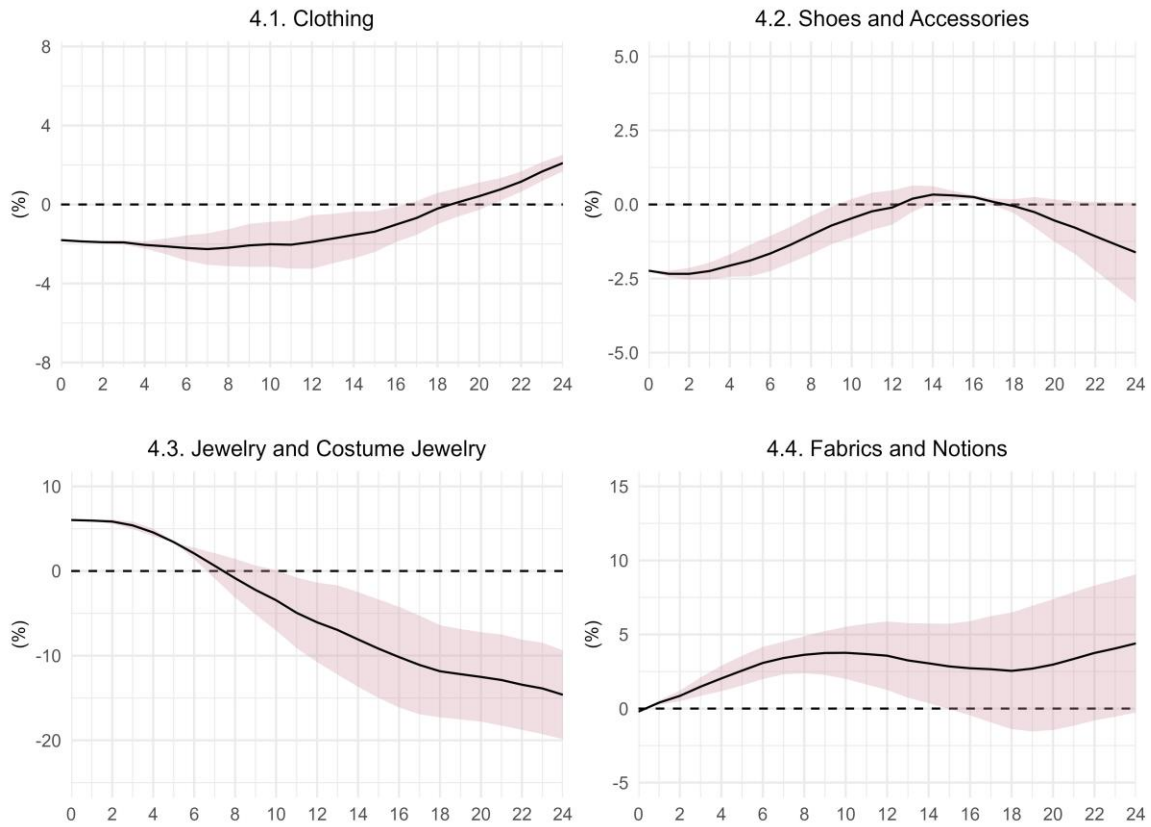 4.1. Clothing
8
4
0
-4
-8
(%)
0 2 4 6 8 10 12 14 16 18 20 22 24
4.2. Shoes and Accessories
5.0
2.5
0.0
-2.5
-5.0
(%)
0 2 4 6 8 10 12 14 16 18 20 22 24
4.3. Jewelry and Costume Jewelry
10
0
-10
-20
(%)
0 2 4 6 8 10 12 14 16 18 20 22 24
4.4. Fabrics and Notions
15
10
5
0
-5
(%)
0 2 4 6 8 10 12 14 16 18 20 22 24